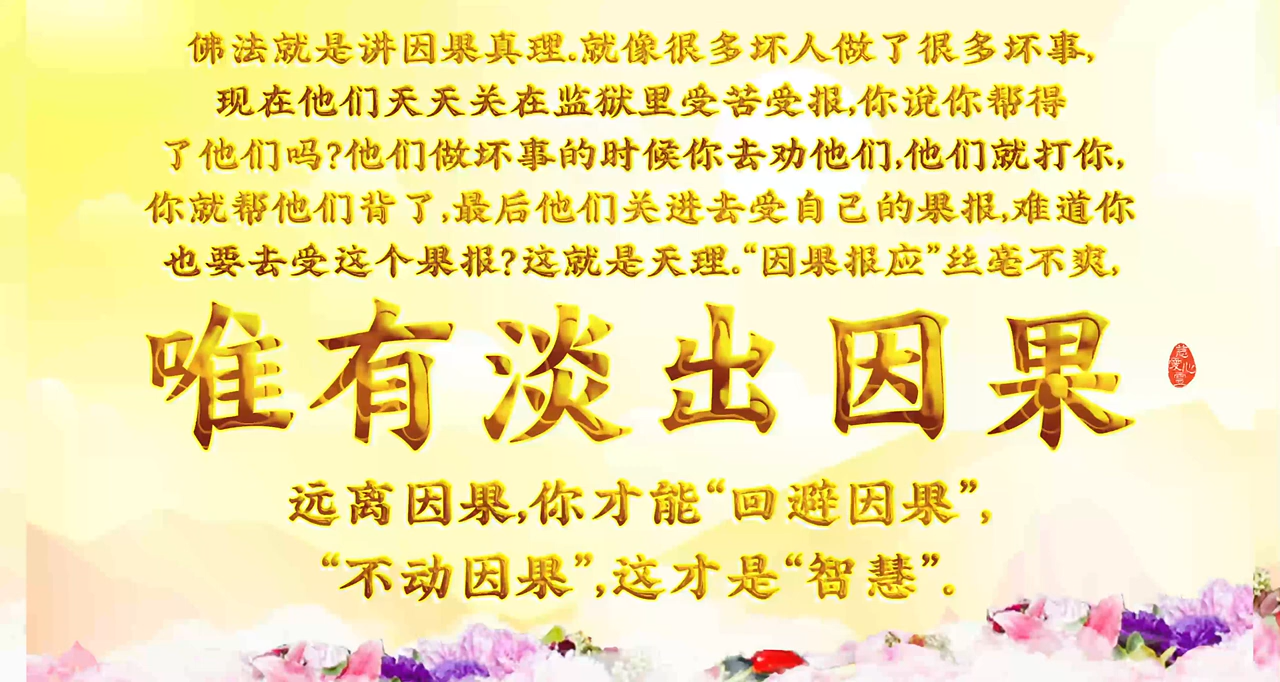 佛法就是讲因果真理.就像很多坏人做了很多坏事,
现在他们天天关在监狱里受苦受报,你说你帮得
了他们吗?他们做坏事的时候你去劝他们,他们就打你,
你就帮他们背了,最后他们关进去受自己的果报,难道你
也要去受这个果报?这就是天理.“因果报应”丝毫不爽,
唯有淡出因果
远离因果,你才能“回避因果”,
“不动因果”,这才是“智慧”.